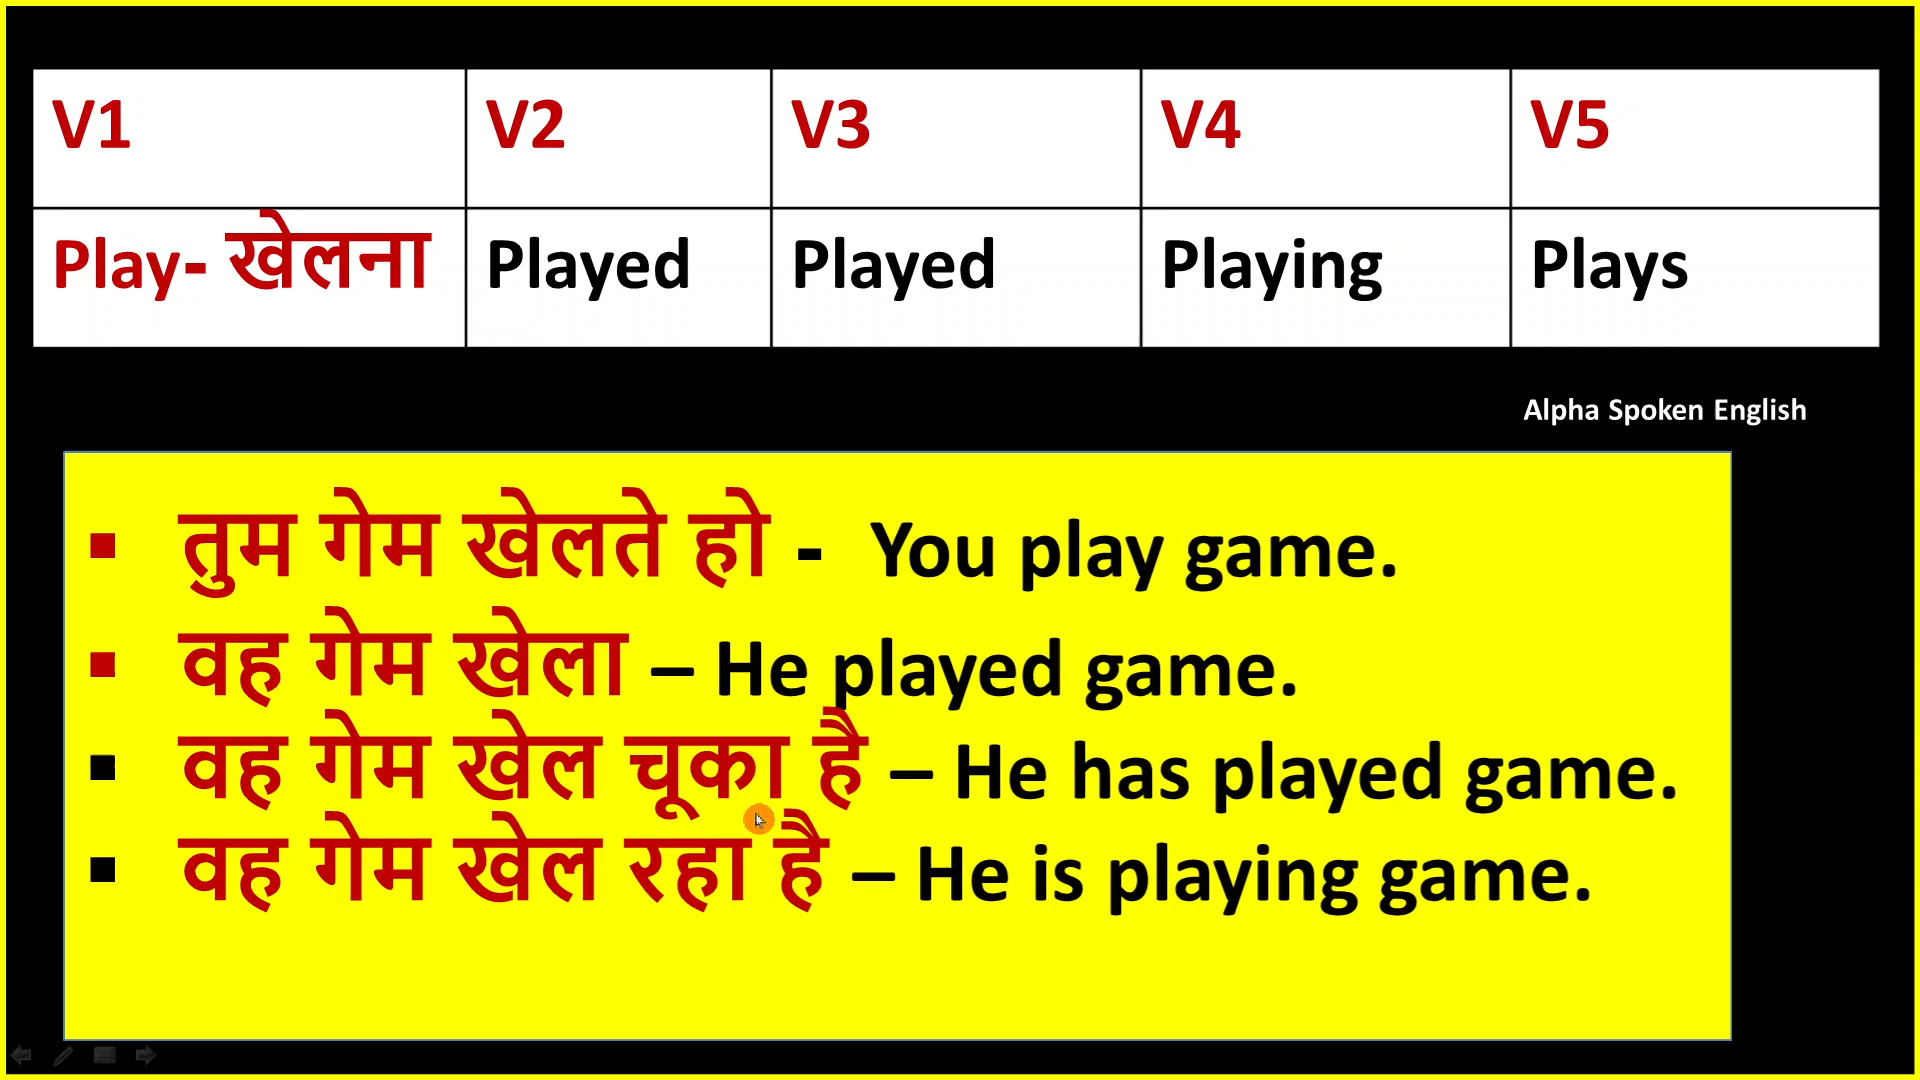 V1 V2 V3 V4 V5
Play- खेलना Played Played Playing Plays
Alpha Spoken English
▪ तुम गेम खेलते हो - You play game.
▪ वह गेम खेला – He played game.
▪ वह गेम खेल चूका है – He has played game.
▪ वह गेम खेल रहा है – He is playing game.